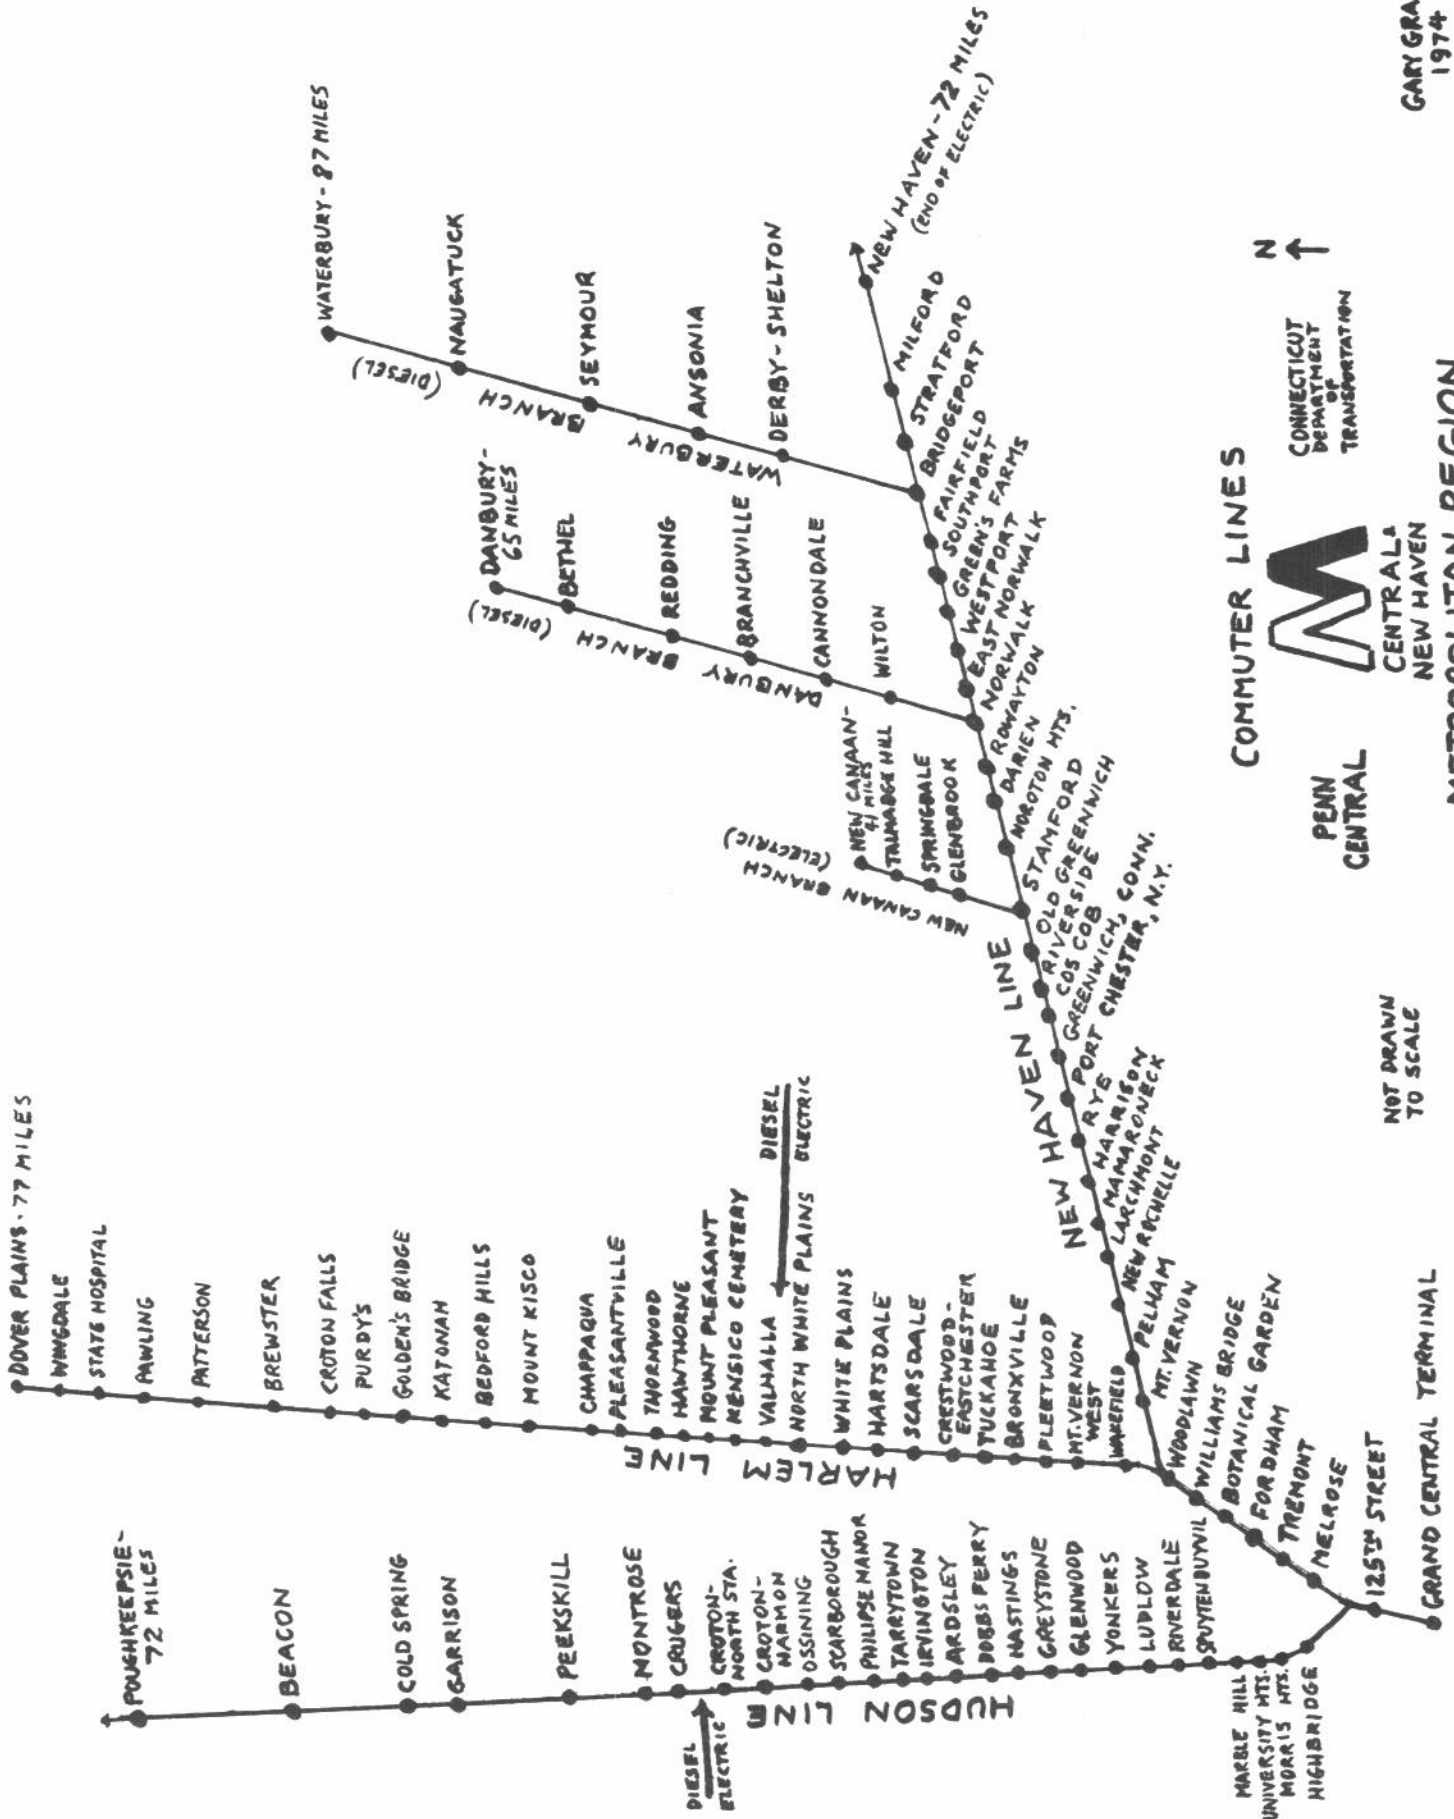 POUGHKEEPSIE-
72 MILES
BEACON
COLD SPRING
GARRISON
PEEKSKILL
MONTROSE
CRUGERS
DIESEL
ELECTRIC
CROTON-
NORTH STA.
CROTON-
HARMON
OSSINING
SCARBOROUGH
PHILIPSE MANOR
TARRYTOWN
IRVINGTON
ARDSLEY
DOBBS FERRY
HASTINGS
GREYSTONE
GLENWOOD
YONKERS
LUDLOW
RIVERDALE
SPUYTENDUYVIL
MARBLE HILL
UNIVERSITY HTS.
MORRIS HTS.
HIGHBRIDGE
HUDSON LINE
DOVER PLAINS. 77 MILES
WINGDALE
STATE HOSPITAL
PAWLING
PATTERSON
BREWSTER
CROTON FALLS
PURDY'S
GOLDEN'S BRIDGE
KATONAH
BEDFORD HILLS
MOUNT KISCO
CHAPPAQUA
PLEASANTVILLE
THORNWOOD
HAWTHORNE
MOUNT PLEASANT
KENSICO CEMETERY
VALHALLA
DIESEL
ELECTRIC
NORTH WHITE PLAINS
WHITE PLAINS
HARTSDALE
SCARSDALE
CRESTWOOD-
EASTCHESTER
TUCKAHOE
BRONXVILLE
FLEETWOOD
MT. VERNON
WEST
WAKEFIELD
HARLEM LINE
WOODLAWN
WILLIAMS BRIDGE
BOTANICAL GARDEN
FORDHAM
TREMONT
MELROSE
125TH STREET
GRAND CENTRAL TERMINAL
NEW HAVEN LINE
MT. VERNON
PELHAM
NEW ROCHELLE
LARCHMONT
MAMARONECK
HARRISON
RYE
PORT CHESTER, N.Y.
GREENWICH, CONN.
COS COB
RIVERSIDE
OLD GREENWICH
STAMFORD
NOROTON HTS.
DARIEN
ROWAYTON
NORWALK
EAST NORWALK
WESTPORT
GREEN'S FARMS
SOUTHPORT
FAIRFIELD
BRIDGEPORT
STRATFORD
MILFORD
NEW HAVEN - 72 MILES
(END OF ELECTRIC)
NEW CANAAN BRANCH
(ELECTRIC)
NEW CANAAN-
41 MILES
TALMADGE HILL
SPRINGDALE
GLENBROOK
DANBURY BRANCH (DIESEL)
DANBURY-
65 MILES
BETHEL
REDDING
BRANCHVILLE
CANNONDALE
WILTON
WATERBURY BRANCH (DIESEL)
WATERBURY - 87 MILES
NAUGATUCK
SEYMOUR
ANSONIA
DERBY-SHELTON
N
COMMUTER LINES
PENN
CENTRAL
M
CENTRAL &
NEW HAVEN
CONNECTICUT
DEPARTMENT
OF
TRANSPORTATION
METROPOLITAN REGION
NOT DRAWN
TO SCALE
GARY GRA
1974